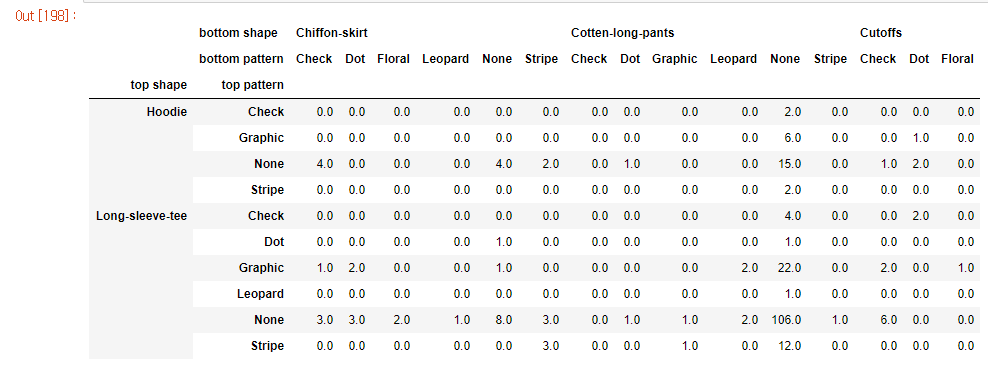 Out [198]:
bottom shape Chiffon-skirt Cotten-long-pants Cutoffs
bottom pattern Check Dot Floral Leopard None Stripe Check Dot Graphic Leopard None Stripe Check Dot Floral
top shape top pattern
Hoodie Check 0.0 0.0 0.0 0.0 0.0 0.0 0.0 0.0 0.0 0.0 2.0 0.0 0.0 0.0 0.0
Graphic 0.0 0.0 0.0 0.0 0.0 0.0 0.0 0.0 0.0 0.0 6.0 0.0 0.0 1.0 0.0
None 4.0 0.0 0.0 0.0 4.0 2.0 0.0 1.0 0.0 0.0 15.0 0.0 1.0 2.0 0.0
Stripe 0.0 0.0 0.0 0.0 0.0 0.0 0.0 0.0 0.0 0.0 2.0 0.0 0.0 0.0 0.0
Long-sleeve-tee Check 0.0 0.0 0.0 0.0 0.0 0.0 0.0 0.0 0.0 0.0 4.0 0.0 0.0 2.0 0.0
Dot 0.0 0.0 0.0 0.0 1.0 0.0 0.0 0.0 0.0 0.0 1.0 0.0 0.0 0.0 0.0
Graphic 1.0 2.0 0.0 0.0 1.0 0.0 0.0 0.0 0.0 2.0 22.0 0.0 2.0 0.0 1.0
Leopard 0.0 0.0 0.0 0.0 0.0 0.0 0.0 0.0 0.0 0.0 1.0 0.0 0.0 0.0 0.0
None 3.0 3.0 2.0 1.0 8.0 3.0 0.0 1.0 1.0 2.0 106.0 1.0 6.0 0.0 0.0
Stripe 0.0 0.0 0.0 0.0 0.0 3.0 0.0 0.0 1.0 0.0 12.0 0.0 0.0 0.0 0.0